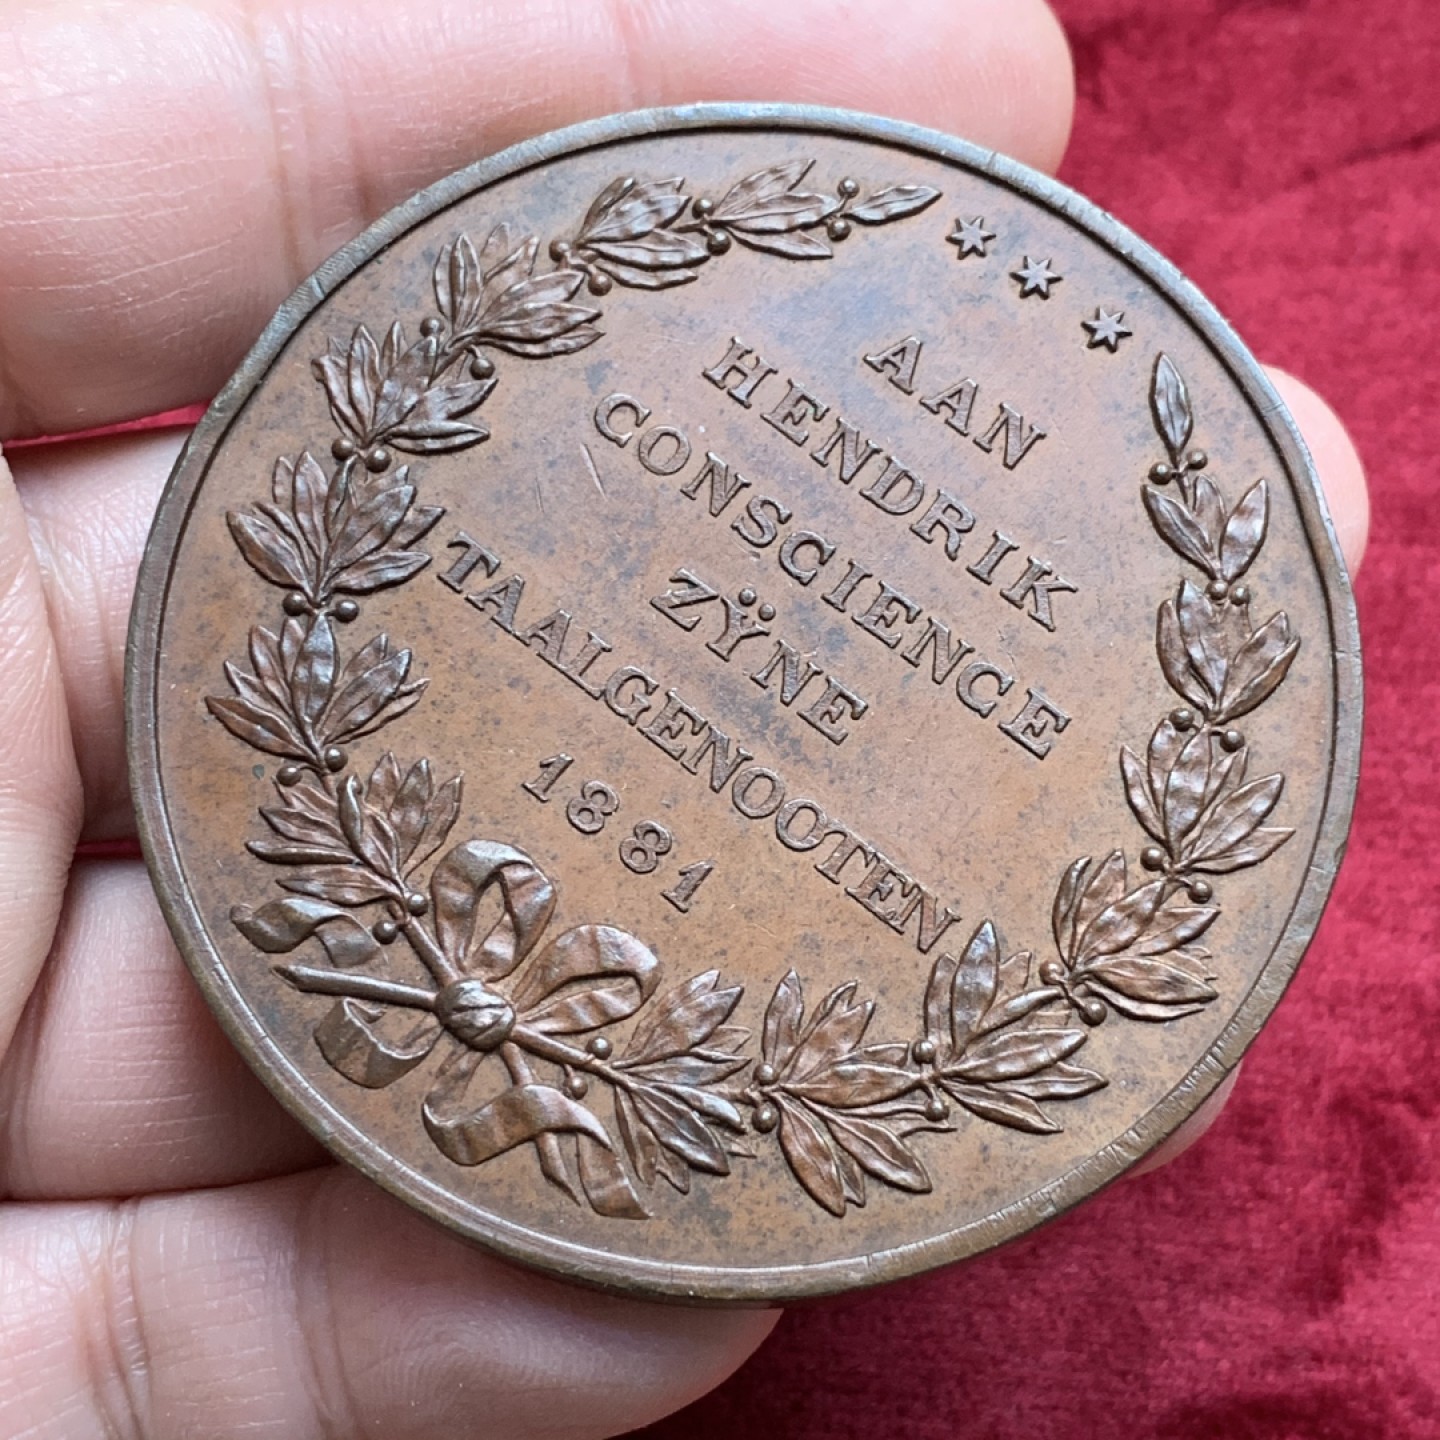 AAN
HENDRIK
CONSCIENCE
ZŸNE
TAALGENOOTEN
1881